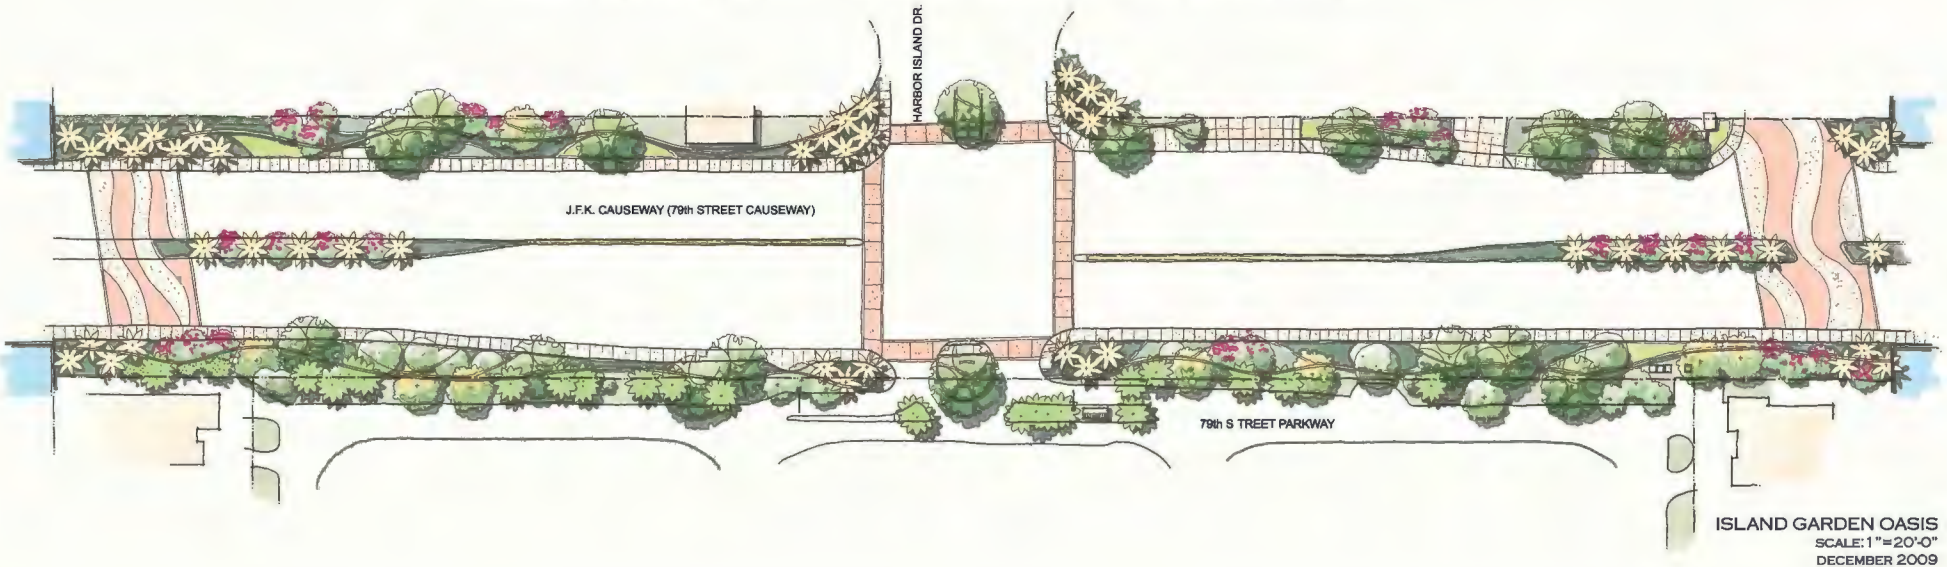 HARBOR ISLAND DR.
J.F.K. CAUSEWAY (79th STREET CAUSEWAY)
79th S TREET PARKWAY
ISLAND GARDEN OASIS
SCALE: 1"=20'-0"
DECEMBER 2009